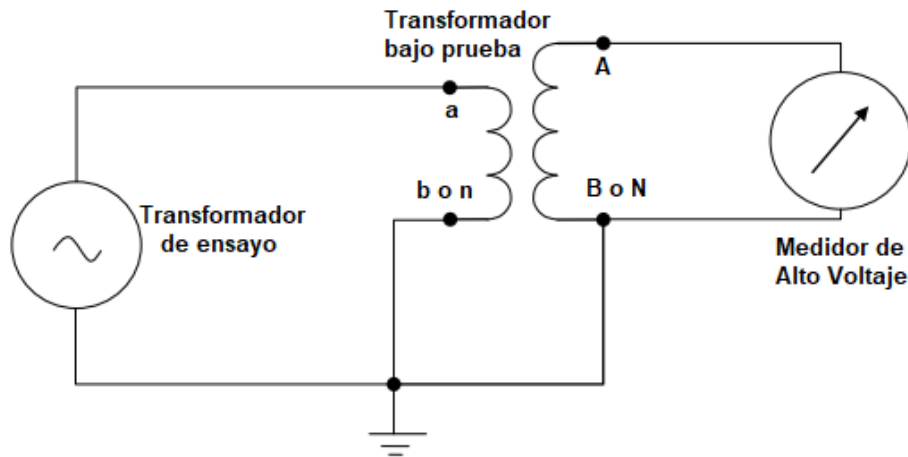 Transformador
bajo prueba
A
a
b o n
B o N
Transformador
de ensayo
Medidor de
Alto Voltaje